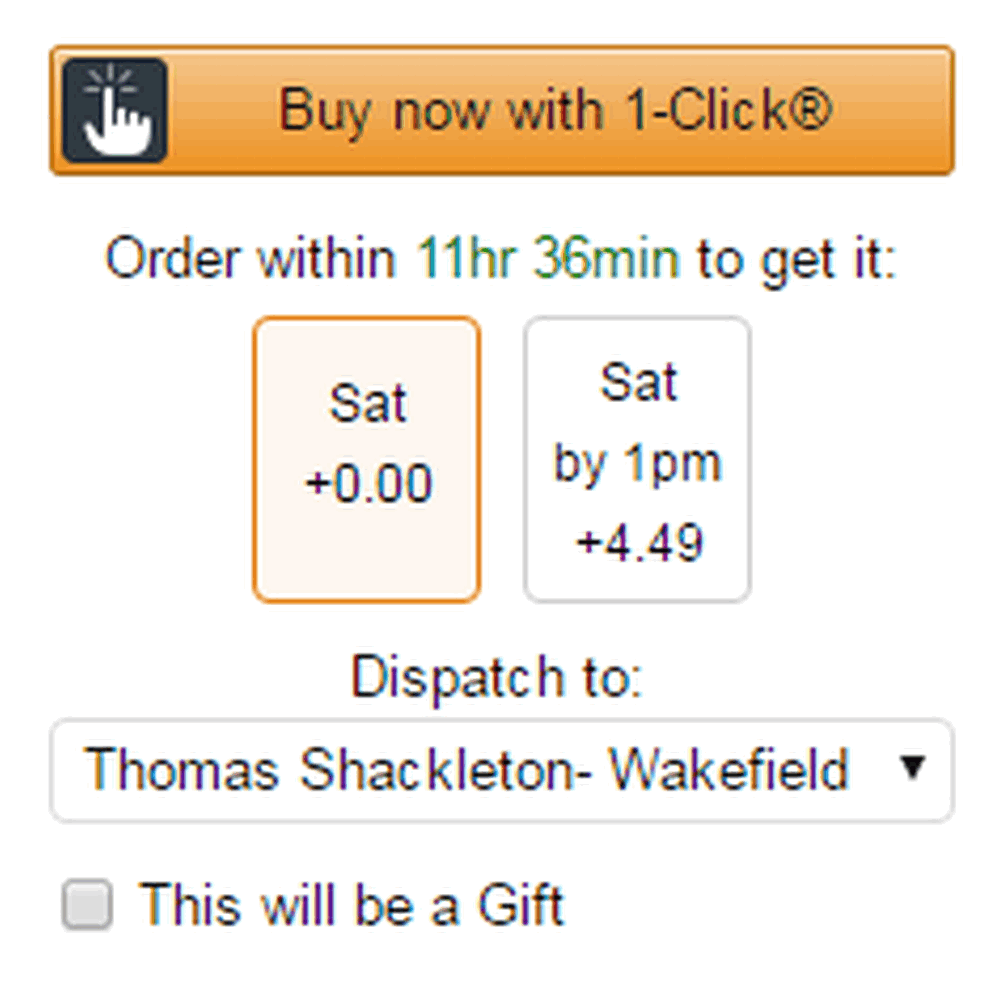 Buy now with 1-Click®
Order within 11hr 36min to get it:
Sat
+0.00
Sat
by 1pm
+4.49
Dispatch to:
Thomas Shackleton- Wakefield
This will be a Gift